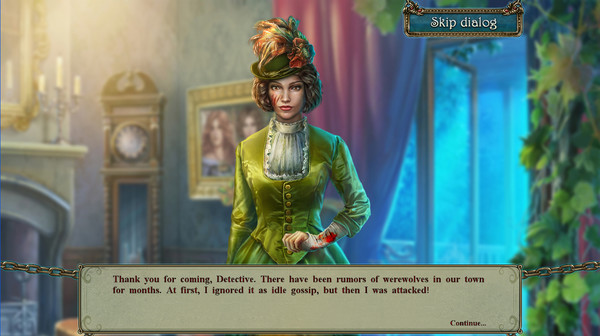 Skip dialog
Thank you for coming, Detective. There have been rumors of werewolves in our town
for months. At first, I ignored it as idle gossip, but then I was attacked!
Continue...